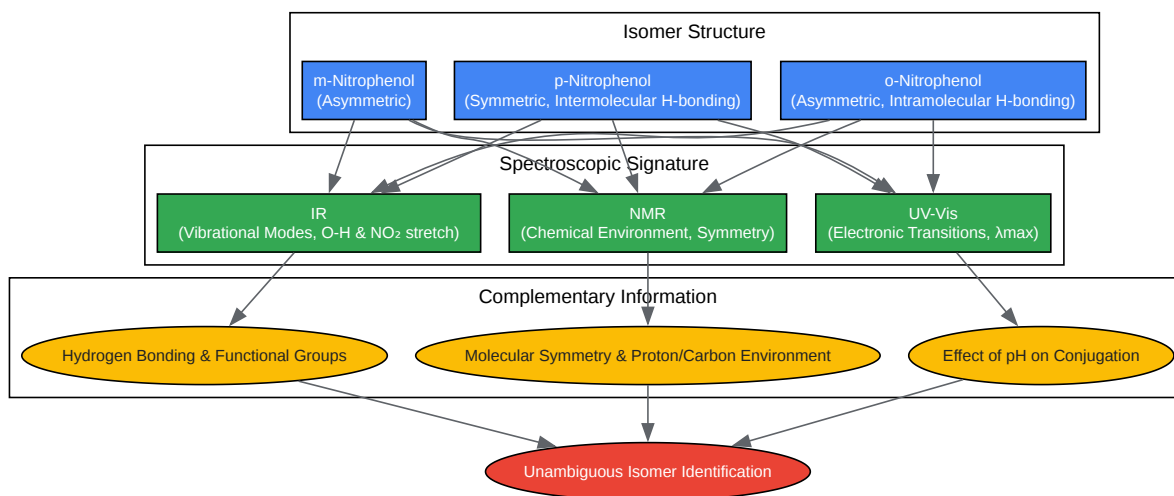 Isomer Structure
m-Nitrophenol
(Asymmetric)
p-Nitrophenol
(Symmetric, Intermolecular H-bonding)
o-Nitrophenol
(Asymmetric, Intramolecular H-bonding)
Spectroscopic Signature
IR
(Vibrational Modes, O-H & NO₂ stretch)
NMR
(Chemical Environment, Symmetry)
UV-Vis
(Electronic Transitions, λmax)
Complementary Information
Hydrogen Bonding & Functional Groups
Molecular Symmetry & Proton/Carbon Environment
Effect of pH on Conjugation
Unambiguous Isomer Identification